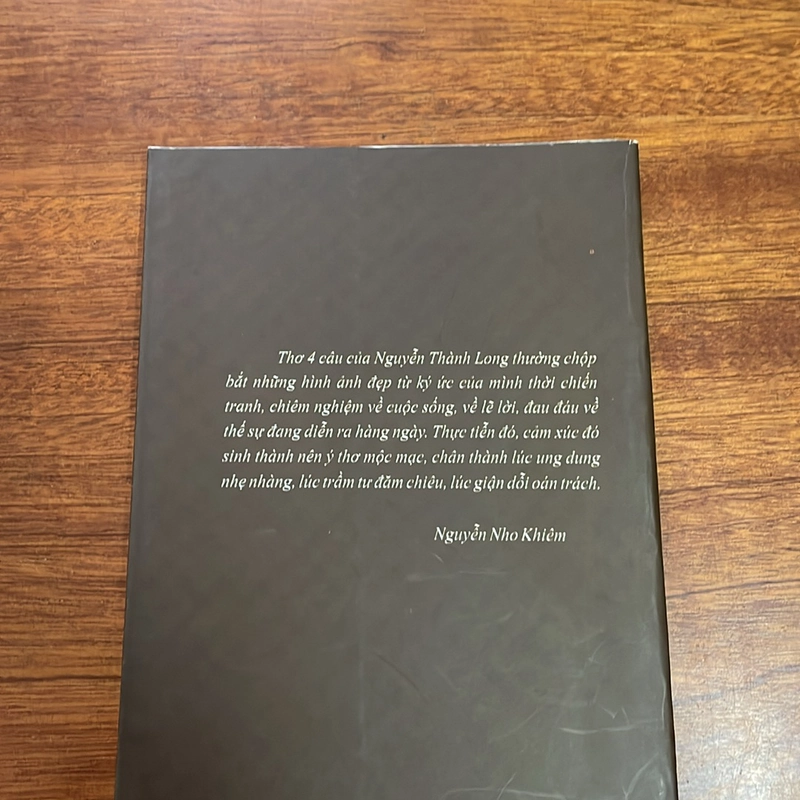 Thơ 4 câu của Nguyễn Thành Long thường chộp
bắt những hình ảnh đẹp từ ký ức của mình thời chiến
tranh, chiêm nghiệm về cuộc sống, về lẽ lời, đau đáu về
thế sự đang diễn ra hàng ngày. Thực tiễn đó, cảm xúc đó
sinh thành nên ý thơ mộc mạc, chân thành lúc ung dung
nhẹ nhàng, lúc trầm tư đăm chiêu, lúc giận dỗi oán trách.
Nguyễn Nho Khiêm